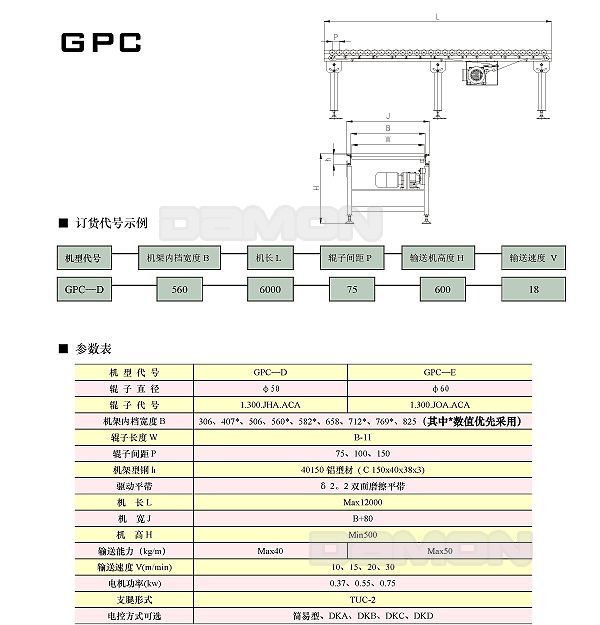 GPC
L
P
J
B
W
h
H
DAMON
■ 订货代号示例
机型代号 机架内档宽度 B 机长 L 辊子间距 P 输送机高度 H 输送速度 V
GPC—D 560 6000 75 600 18
■ 参数表
机 型 代 号 GPC—D GPC—E
辊 子 直 径 ф50 ф60
辊 子 代 号 1.300.JHA.ACA 1.300.JOA.ACA
机架内档宽度 B 306、407*、506、560*、582*、658、712*、769*、825（其中*数值优先采用）
辊子长度 W B-11
辊子间距 P 75、100、150
机架型钢 h 40150 铝型材（C 150x40x38x3)
驱动平带 δ 2。2 双面磨擦平带
机 长 L Max12000
机 宽 J B+80
机 高 H Min500
输送能力（kg/m） Max40 Max50
输送速度 V(m/min) 10、15、20、30
电机功率(kw) 0.37、0.55、0.75
支腿形式 TUC-2
电控方式可选 简易型、DKA、DKB、DKC、DKD
DAMON